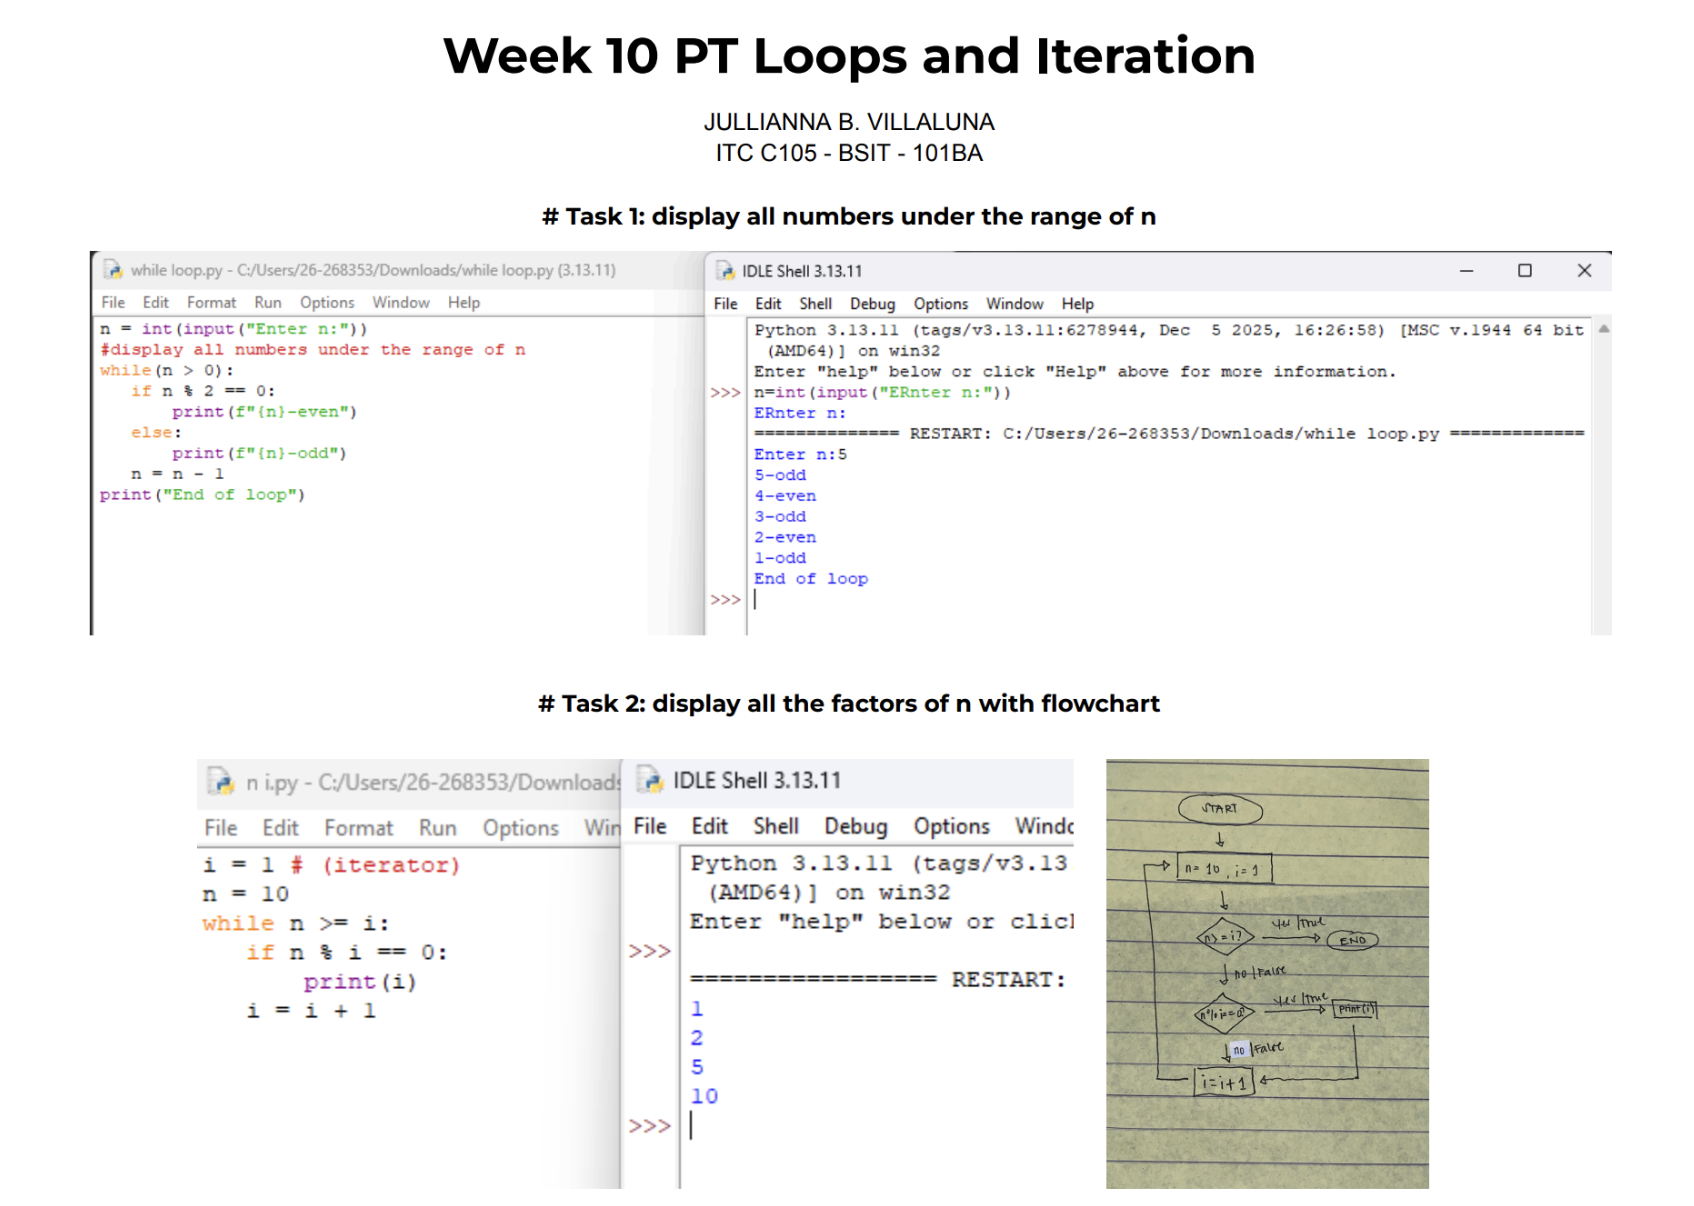 Week 10 PT Loops and Iteration
JULLIANNA B. VILLALUNA
ITC C105 - BSIT - 101BA
# Task 1: display all numbers under the range of n
while loop.py - C:/Users/26-268353/Downloads/while loop.py (3.13.11)
File Edit Format Run Options Window Help
n = int(input("Enter n:"))
#display all numbers under the range of n
while(n > 0):
if n % 2 == 0:
print(f"{n}-even")
else:
print(f"{n}-odd")
n = n - 1
print("End of loop")
IDLE Shell 3.13.11
File Edit Shell Debug Options Window Help
Python 3.13.11 (tags/v3.13.11:6278944, Dec 5 2025, 16:26:58) [MSC v.1944 64 bit
(AMD64)] on win32
Enter "help" below or click "Help" above for more information.
>>> n=int(input("ERnter n:"))
ERnter n:
============== RESTART: C:/Users/26-268353/Downloads/while loop.py =============
Enter n:5
5-odd
4-even
3-odd
2-even
1-odd
End of loop
>>>
# Task 2: display all the factors of n with flowchart
n i.py - C:/Users/26-268353/Downloads
File Edit Format Run Options Win
i = 1 # (iterator)
n = 10
while n >= i:
if n % i == 0:
print(i)
i = i + 1
IDLE Shell 3.13.11
File Edit Shell Debug Options Windo
Python 3.13.11 (tags/v3.13
(AMD64)] on win32
Enter "help" below or clic
>>>
================= RESTART:
1
2
5
10
>>>
START
n= 10 , i= 1
n>=i?
yes/true
END
no/False
n%i==0?
yes/true
print(i)
no/False
i=i+1